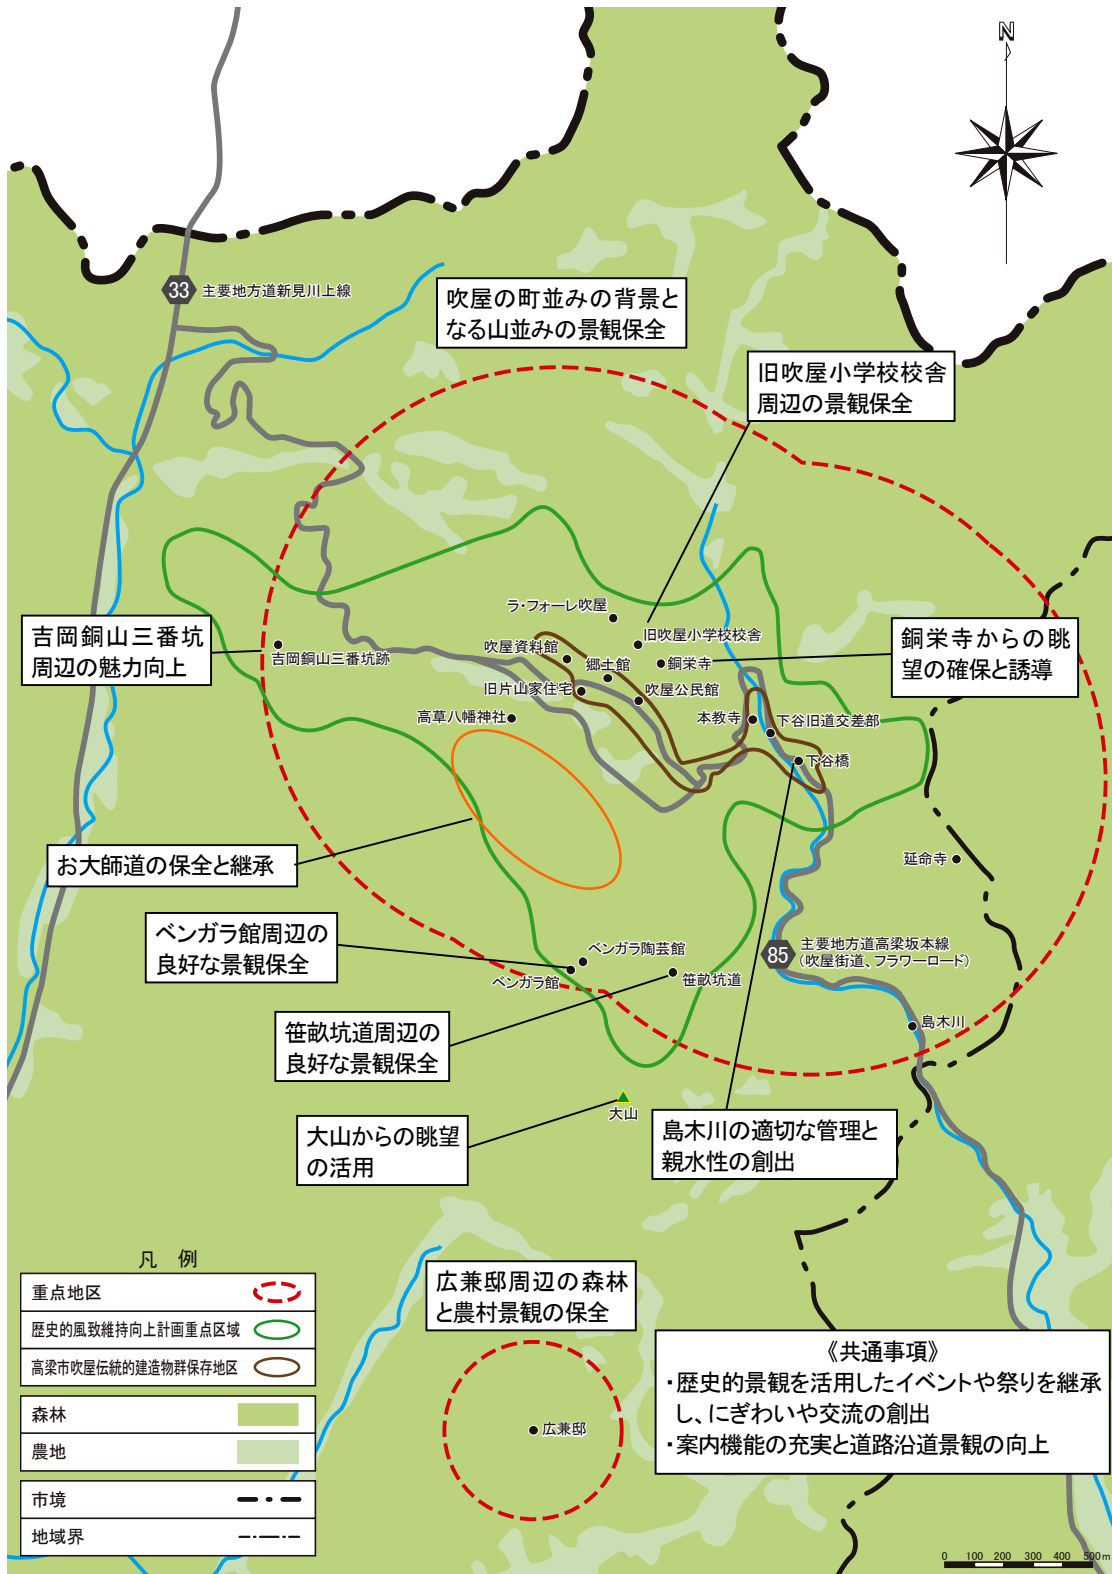 N
33
主要地方道新見川上線
吹屋の町並みの背景と
なる山並みの景観保全
旧吹屋小学校校舎
周辺の景観保全
ラ・フォーレ吹屋
旧吹屋小学校校舎
吹屋資料館
郷土館
銅栄寺
銅栄寺からの眺
望の確保と誘導
吉岡銅山三番坑
周辺の魅力向上
吉岡銅山三番坑跡
旧片山家住宅
吹屋公民館
高草八幡神社
本教寺
下谷旧道交差部
下谷橋
お大師道の保全と継承
延命寺
ベンガラ館周辺の
良好な景観保全
ベンガラ陶芸館
ベンガラ館
笹畝坑道
85
主要地方道高梁坂本線
(吹屋街道、フラワーロード)
島木川
笹畝坑道周辺の
良好な景観保全
大山
大山からの眺望
の活用
島木川の適切な管理と
親水性の創出
広兼邸周辺の森林
と農村景観の保全
広兼邸
凡 例
重点地区
歴史的風致維持向上計画重点区域
高梁市吹屋伝統的建造物群保存地区
森林
農地
市境
地域界
《共通事項》
・歴史的景観を活用したイベントや祭りを継承
し、にぎわいや交流の創出
・案内機能の充実と道路沿道景観の向上
0 100 200 300 400 500m